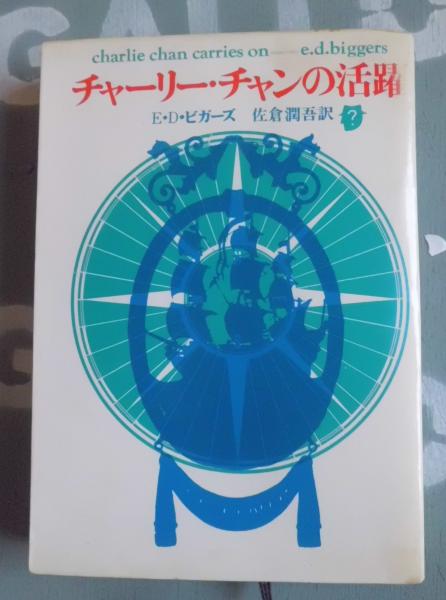 charlie chan carries on—e.d.biggers
チャーリー・チャンの活躍
E・D・ビガーズ 佐倉潤吾訳 ?